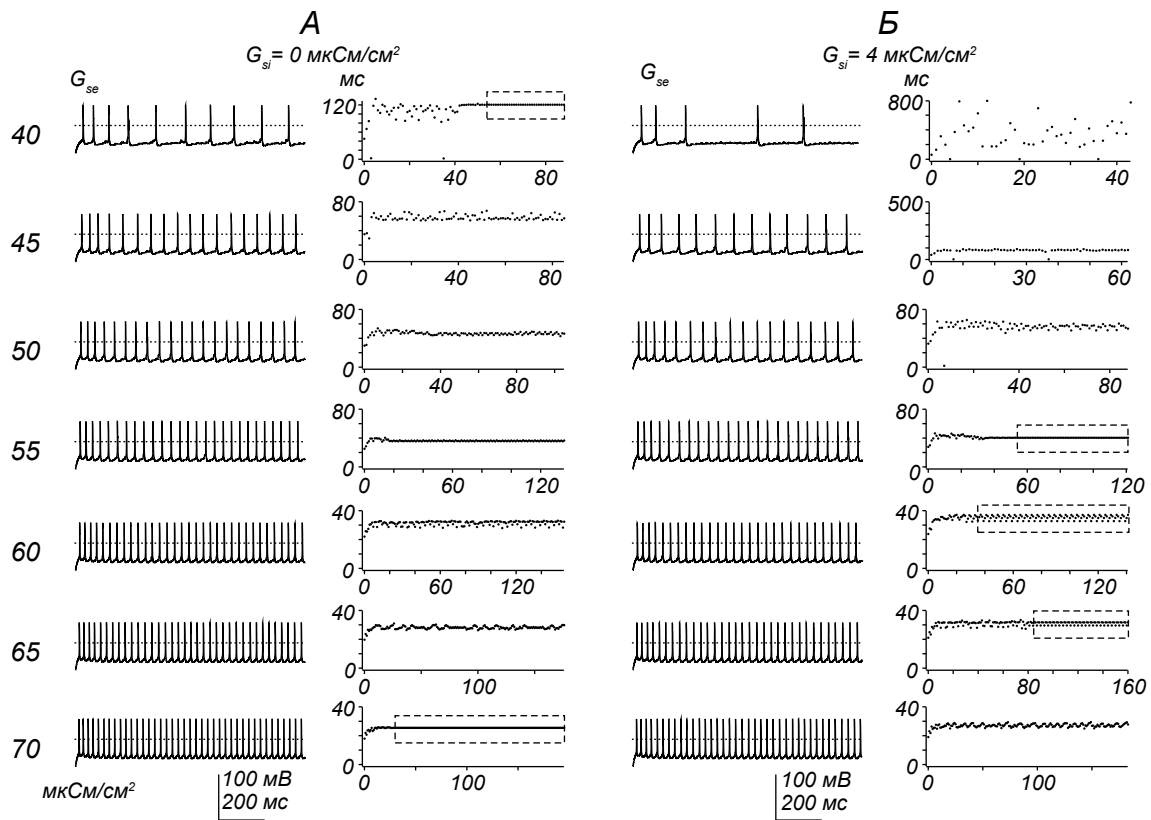 А Б
G_si = 0 мкСм/см² G_si = 4 мкСм/см²
G_se мс G_se мс
40 120 0 0 40 80 800 0 0 20 40
45 80 0 0 40 80 500 0 0 30 60
50 80 0 0 40 80 80 0 0 40 80
55 80 0 0 60 120 80 0 0 60 120
60 40 0 0 60 120 40 0 0 60 120
65 40 0 0 100 40 0 0 80 160
70 40 0 0 100 40 0 0 100
мкСм/см² 100 мВ 100 мВ
200 мс 200 мс